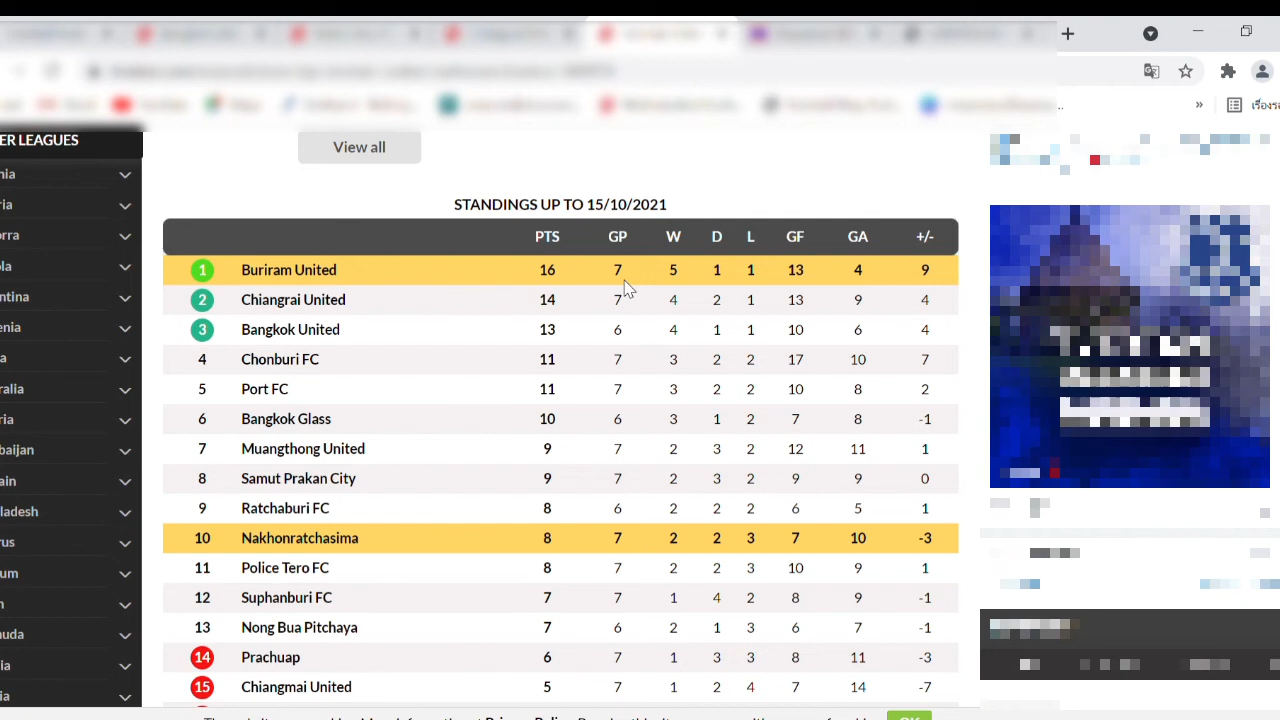 เรื่องร
ER LEAGUES
View all
nia
ria
orra
ola
ntina
enia
a
ralia
ria
baijan
ain
ladesh
rus
um
n
nuda
ia
ia
STANDINGS UP TO 15/10/2021
PTS GP W D L GF GA +/-
1 Buriram United 16 7 5 1 1 13 4 9
2 Chiangrai United 14 7 4 2 1 13 9 4
3 Bangkok United 13 6 4 1 1 10 6 4
4 Chonburi FC 11 7 3 2 2 17 10 7
5 Port FC 11 7 3 2 2 10 8 2
6 Bangkok Glass 10 6 3 1 2 7 8 -1
7 Muangthong United 9 7 2 3 2 12 11 1
8 Samut Prakan City 9 7 2 3 2 9 9 0
9 Ratchaburi FC 8 6 2 2 2 6 5 1
10 Nakhonratchasima 8 7 2 2 3 7 10 -3
11 Police Tero FC 8 7 2 2 3 10 9 1
12 Suphanburi FC 7 7 1 4 2 8 9 -1
13 Nong Bua Pitchaya 7 6 2 1 3 6 7 -1
14 Prachuap 6 7 1 3 3 8 11 -3
15 Chiangmai United 5 7 1 2 4 7 14 -7